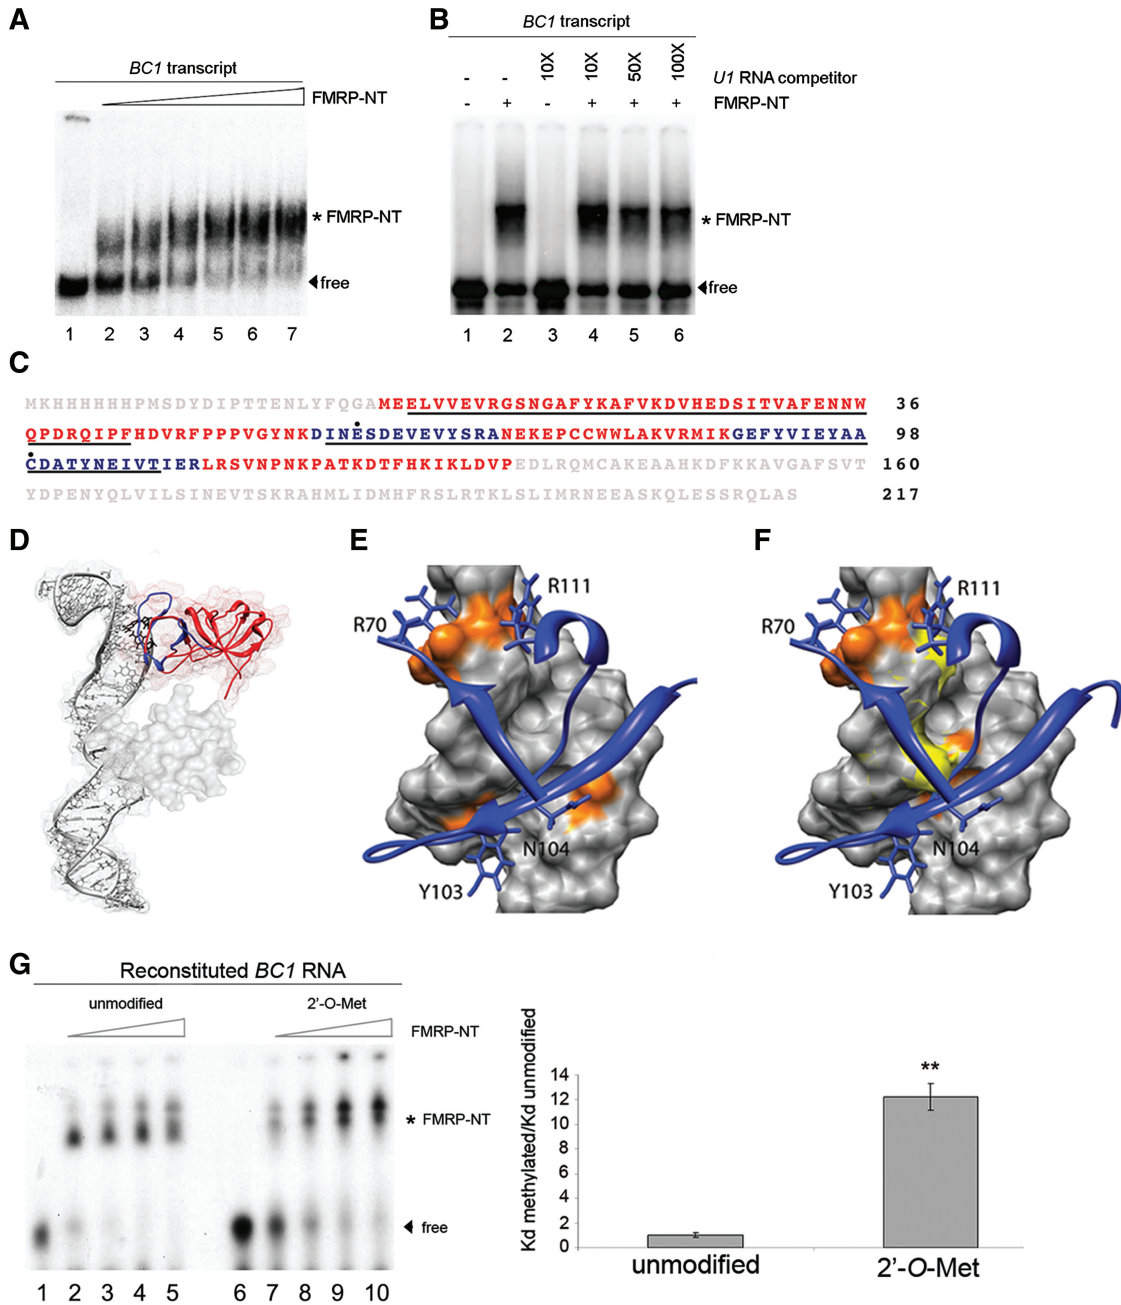 A
BC1 transcript
FMRP-NT
* FMRP-NT
free
1 2 3 4 5 6 7
B
BC1 transcript
- - 10X 10X 50X 100X U1 RNA competitor
- + - + + + FMRP-NT
* FMRP-NT
free
1 2 3 4 5 6
C
MKHHHHHHPMSDYDIPTTENLYFQGAMEELVVEVRGSNGAFYKAFVKDVHEDSITVAFENNW 36
QPDRQIPFHDVRFPPPVGYNKDINESDEVEVYSRANEKEPCCWWLAKVRMIKGEFYVIEYAA 98
CDATYNEIVTIERLRSVNPNKPATKDTFHKIKLDVPEDLRQMCAKEAAHKDFKKAVGAFSVT 160
YDPENYQLVILSINEVTSKRAHMLIDMHFRSLRTKLSLIMRNEEASKQLESSRQLAS 217
D
E
R111
R70
N104
Y103
F
R111
R70
N104
Y103
G
Reconstituted BC1 RNA
unmodified 2'-O-Met
FMRP-NT
* FMRP-NT
free
1 2 3 4 5 6 7 8 9 10
Kd methylated/Kd unmodified
14
12
10
8
6
4
2
0
**
unmodified 2'-O-Met